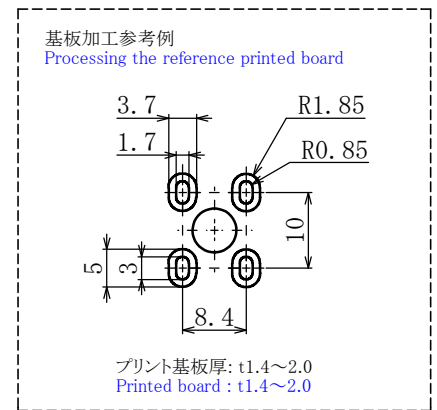 基板加工参考例
Processing the reference printed board
3.7
R1.85
1.7
R0.85
10
5
3
8.4
プリント基板厚: t1.4～2.0
Printed board : t1.4～2.0